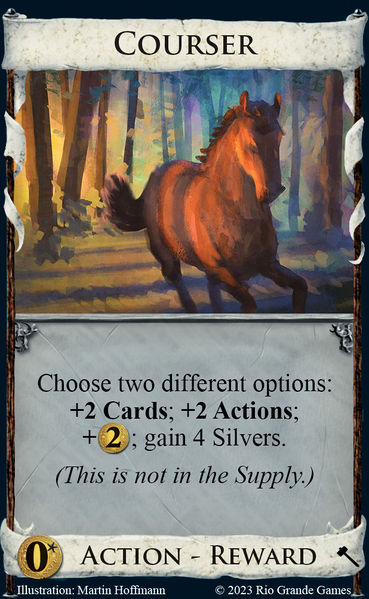 COURSER
Choose two different options:
+2 Cards; +2 Actions;
+2; gain 4 Silvers.
(This is not in the Supply.)
0* ACTION - REWARD
Illustration: Martin Hoffmann © 2023 Rio Grande Games